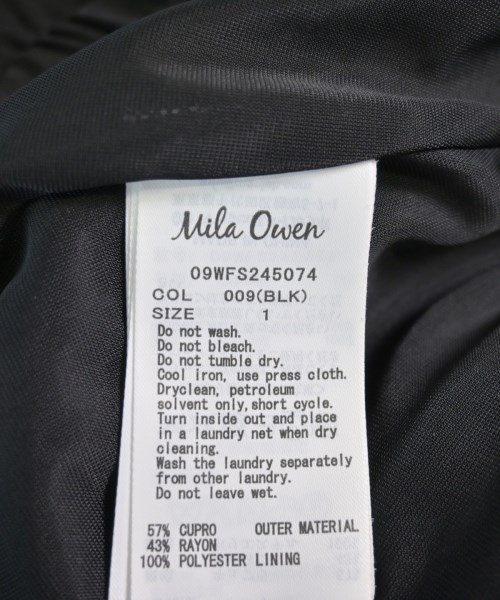 Mila Owen
09WFS245074
COL 009(BLK)
SIZE 1
Do not wash.
Do not bleach.
Do not tumble dry.
Cool iron, use press cloth.
Dryclean, petroleum
solvent only, short cycle.
Turn inside out and place
in a laundry net when dry
cleaning.
Wash the laundry separately
from other laundry.
Do not leave wet.
57% CUPRO OUTER MATERIAL
43% RAYON
100% POLYESTER LINING